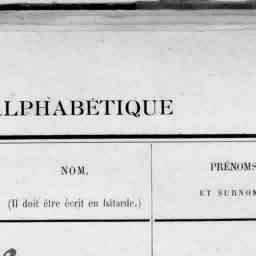 ALPHABÉTIQUE
NOM.
PRÉNOMS
ET SURNOM
(Il doit être écrit en bâtarde.)